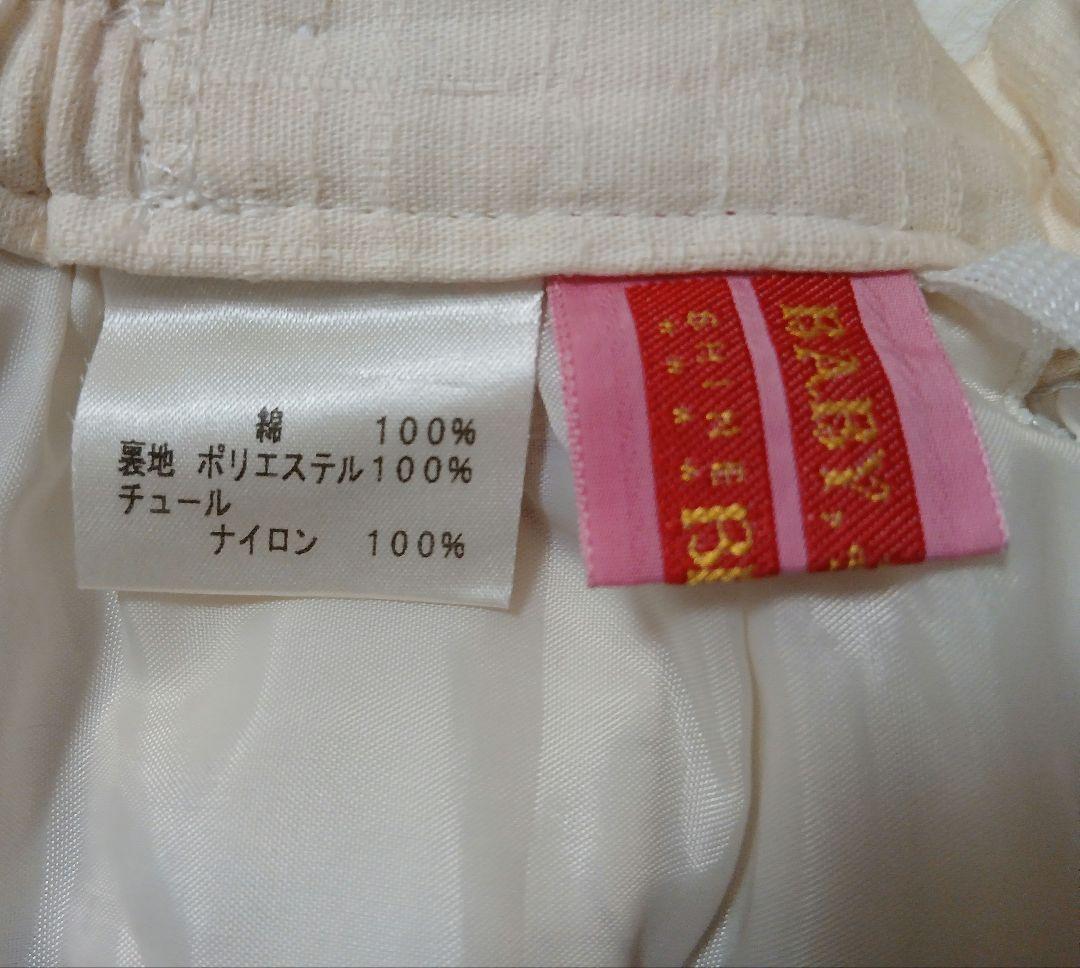 綿 100%
裏地 ポリエステル100%
チュール
ナイロン 100%
BABY,
SHINE